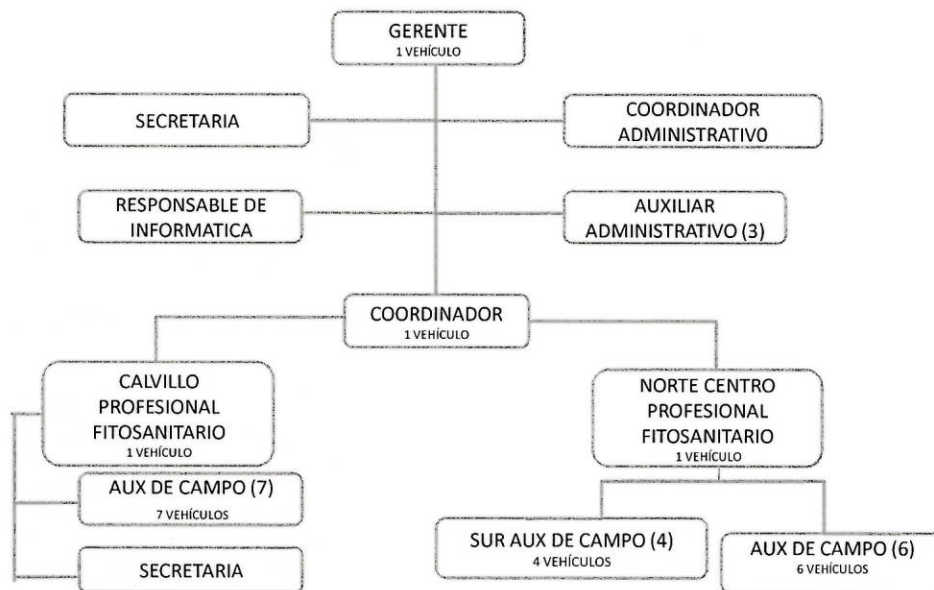 GERENTE
1 VEHÍCULO
SECRETARIA
COORDINADOR
ADMINISTRATIVO
RESPONSABLE DE
INFORMATICA
AUXILIAR
ADMINISTRATIVO (3)
COORDINADOR
1 VEHÍCULO
CALVILLO
PROFESIONAL
FITOSANITARIO
1 VEHÍCULO
AUX DE CAMPO (7)
7 VEHÍCULOS
SECRETARIA
NORTE CENTRO
PROFESIONAL
FITOSANITARIO
1 VEHÍCULO
SUR AUX DE CAMPO (4)
4 VEHÍCULOS
AUX DE CAMPO (6)
6 VEHÍCULOS